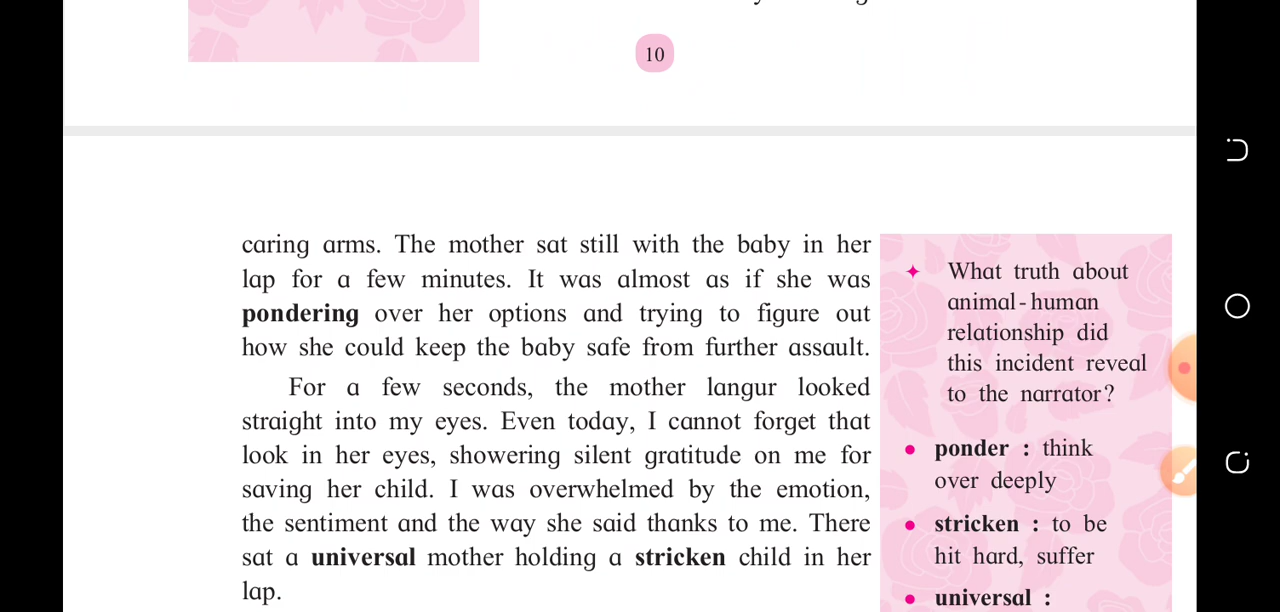 10
caring arms. The mother sat still with the baby in her
lap for a few minutes. It was almost as if she was
pondering over her options and trying to figure out
how she could keep the baby safe from further assault.
For a few seconds, the mother langur looked
straight into my eyes. Even today, I cannot forget that
look in her eyes, showering silent gratitude on me for
saving her child. I was overwhelmed by the emotion,
the sentiment and the way she said thanks to me. There
sat a universal mother holding a stricken child in her
lap.
✦ What truth about
animal-human
relationship did
this incident reveal
to the narrator?
• ponder : think
over deeply
• stricken : to be
hit hard, suffer
• universal :